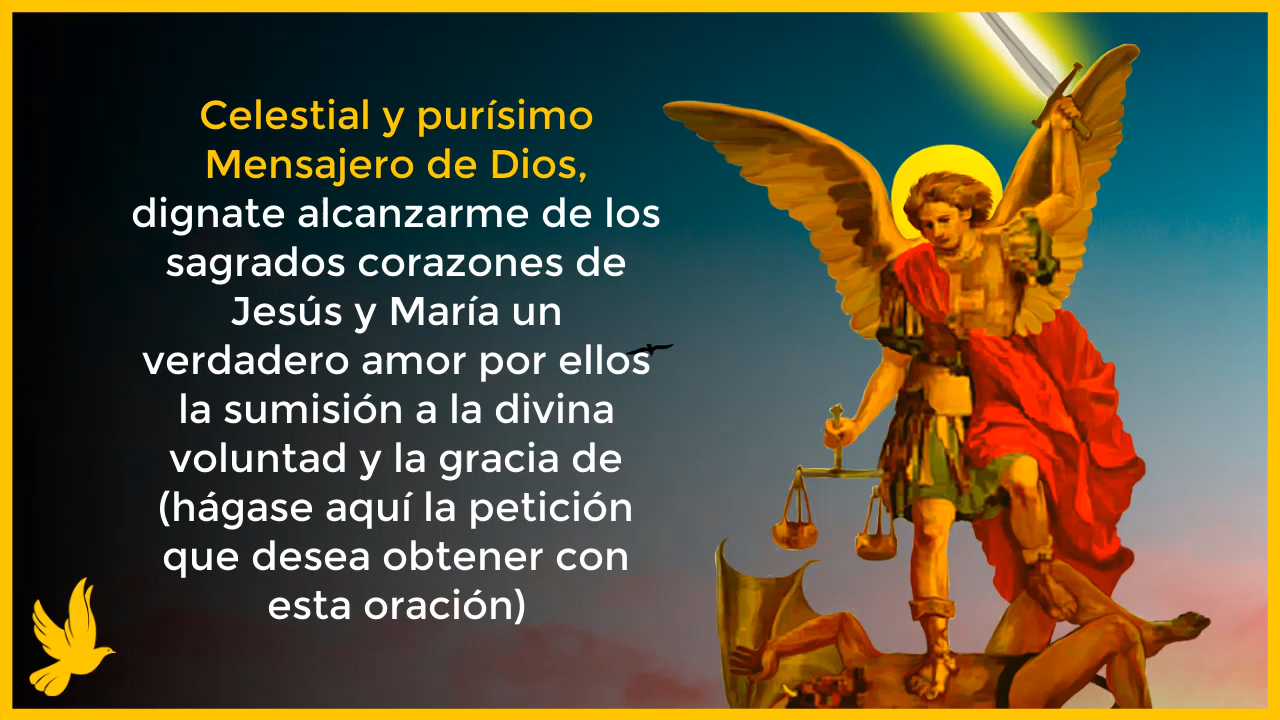 Celestial y purísimo
Mensajero de Dios,
dignate alcanzarme de los
sagrados corazones de
Jesús y María un
verdadero amor por ellos
la sumisión a la divina
voluntad y la gracia de
(hágase aquí la petición
que desea obtener con
esta oración)